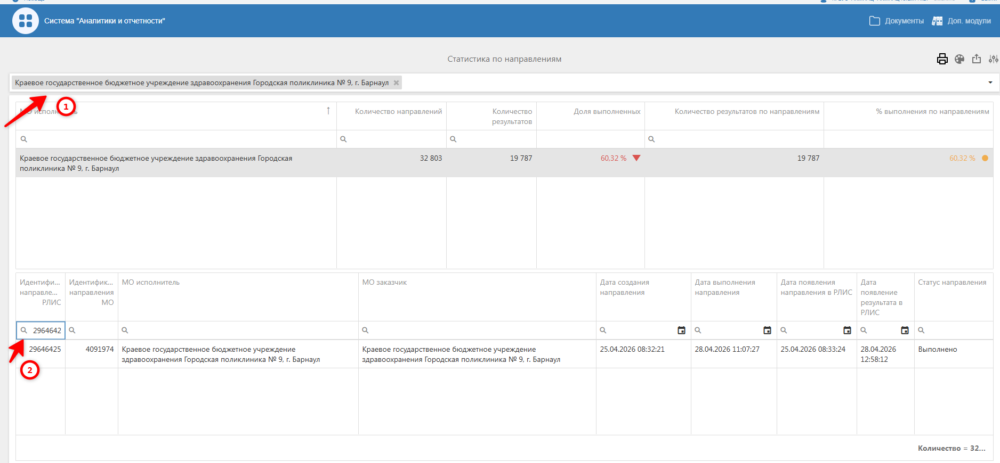 Система "Аналитики и отчетности"
Документы
Доп. модули
Статистика по направлениям
Краевое государственное бюджетное учреждение здравоохранения Городская поликлиника № 9, г. Барнаул
1
МО исполнитель
Количество направлений
Количество
результатов
Доля выполненных
Количество результатов по направлениям
% выполнения по направлениям
Краевое государственное бюджетное учреждение здравоохранения Городская
поликлиника № 9, г. Барнаул
32 803
19 787
60,32 %
19 787
60,32 %
Идентифи...
направле...
РЛИС
Идентифик...
направления
МО
МО исполнитель
МО заказчик
Дата создания
направления
Дата выполнения
направления
Дата появления
направления в РЛИС
Дата
появление
результата в
РЛИС
Статус направления
2964642
29646425
4091974
Краевое государственное бюджетное учреждение
здравоохранения Городская поликлиника № 9, г. Барнаул
Краевое государственное бюджетное учреждение
здравоохранения Городская поликлиника № 9, г. Барнаул
25.04.2026 08:32:21
28.04.2026 11:07:27
25.04.2026 08:33:24
28.04.2026
12:58:12
Выполнено
2
Количество = 32...